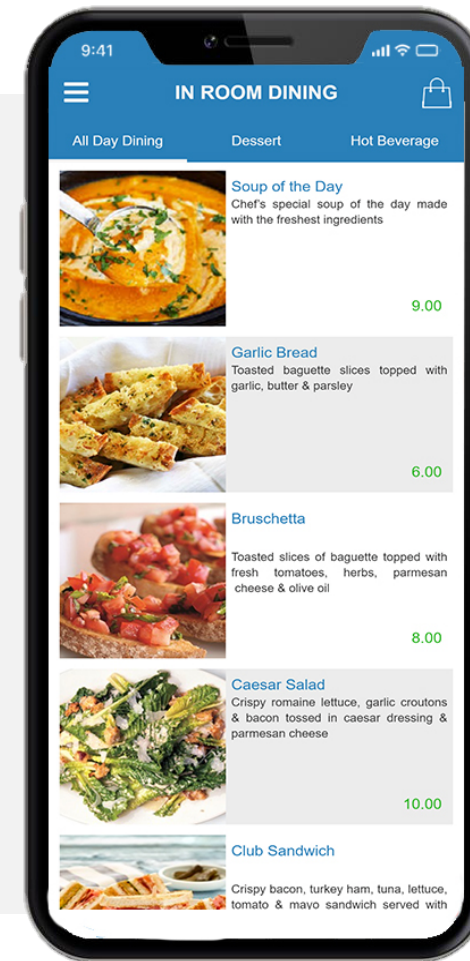 9:41
IN ROOM DINING
All Day Dining Dessert Hot Beverage
Soup of the Day
Chef's special soup of the day made
with the freshest ingredients
9.00
Garlic Bread
Toasted baguette slices topped with
garlic, butter & parsley
6.00
Bruschetta
Toasted slices of baguette topped with
fresh tomatoes, herbs, parmesan
cheese & olive oil
8.00
Caesar Salad
Crispy romaine lettuce, garlic croutons
& bacon tossed in caesar dressing &
parmesan cheese
10.00
Club Sandwich
Crispy bacon, turkey ham, tuna, lettuce,
tomato & mayo sandwich served with